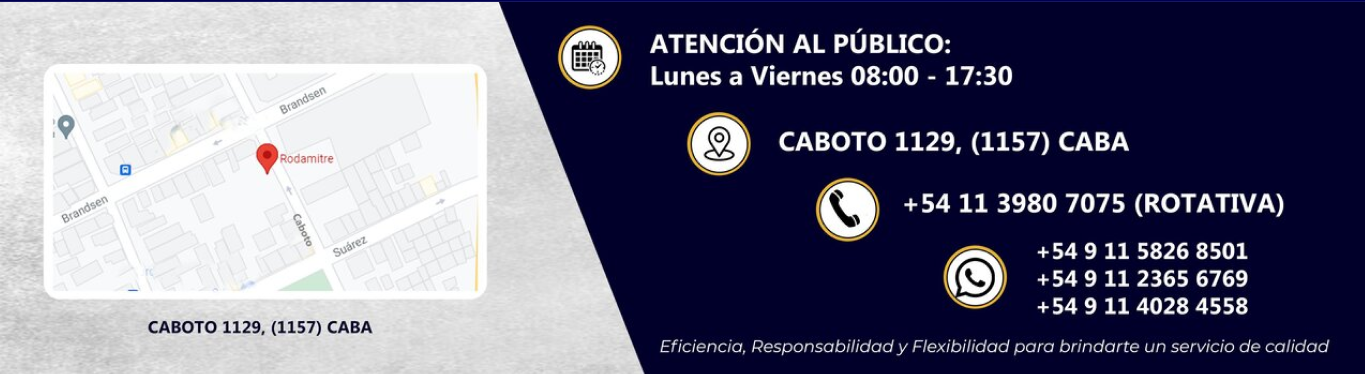 Brandsen
Rodamitre
Brandsen
Caboto
Suárez
CABOTO 1129, (1157) CABA
ATENCIÓN AL PÚBLICO:
Lunes a Viernes 08:00 - 17:30
CABOTO 1129, (1157) CABA
+54 11 3980 7075 (ROTATIVA)
+54 9 11 5826 8501
+54 9 11 2365 6769
+54 9 11 4028 4558
Eficiencia, Responsabilidad y Flexibilidad para brindarte un servicio de calidad